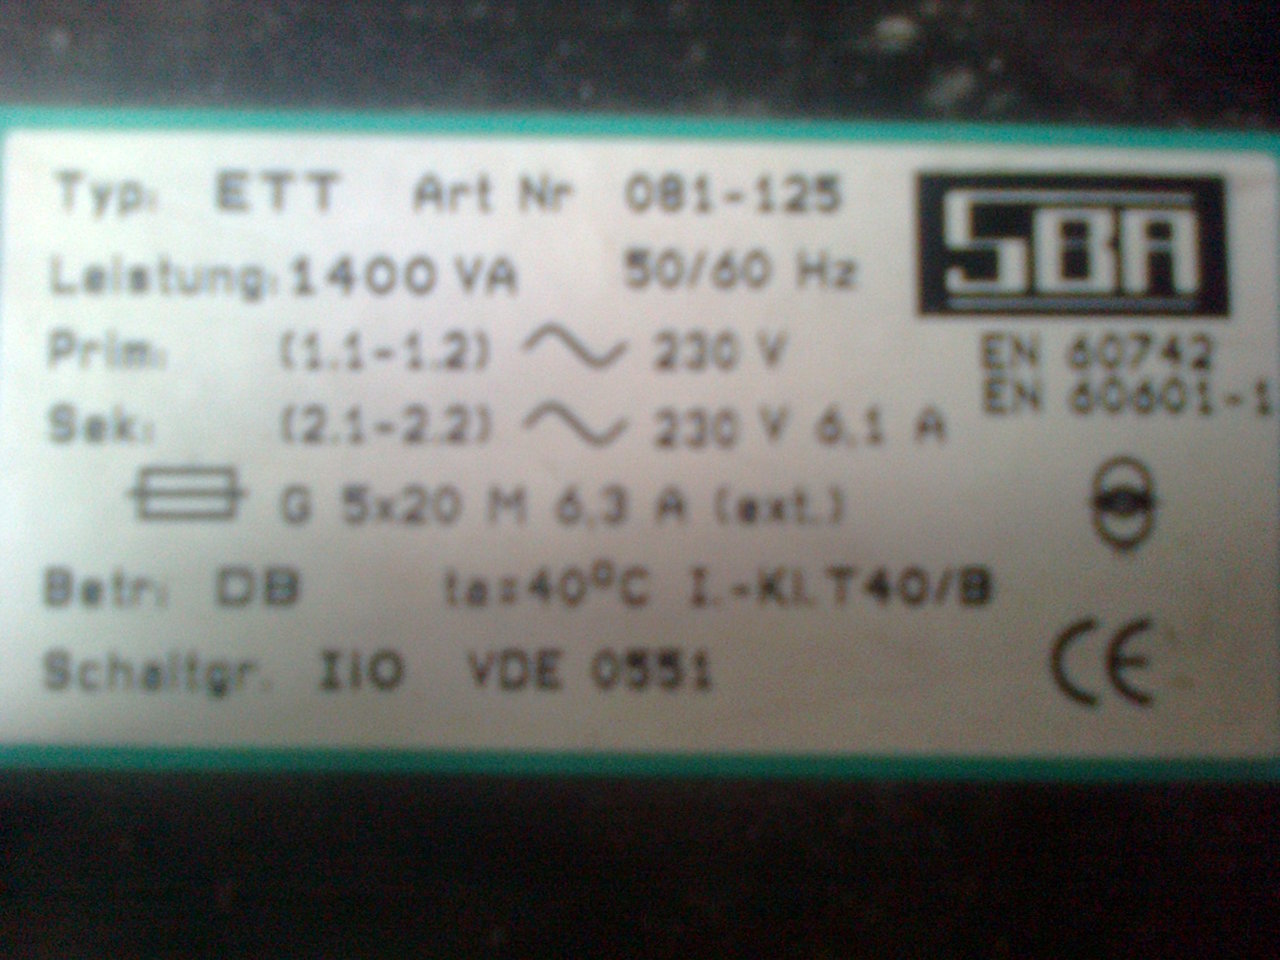 Typ: ETT Art Nr 081-125
SBA
Leistung: 1400 VA 50/60 Hz
Prim: (1.1-1.2) ~ 230 V
EN 60742
EN 60601-1
Sek: (2.1-2.2) ~ 230 V 6,1 A
G 5x20 M 6,3 A (ext.)
Betr: DB ta=40°C I.-Kl. T40/B
Schaltgr. IiO VDE 0551
CE